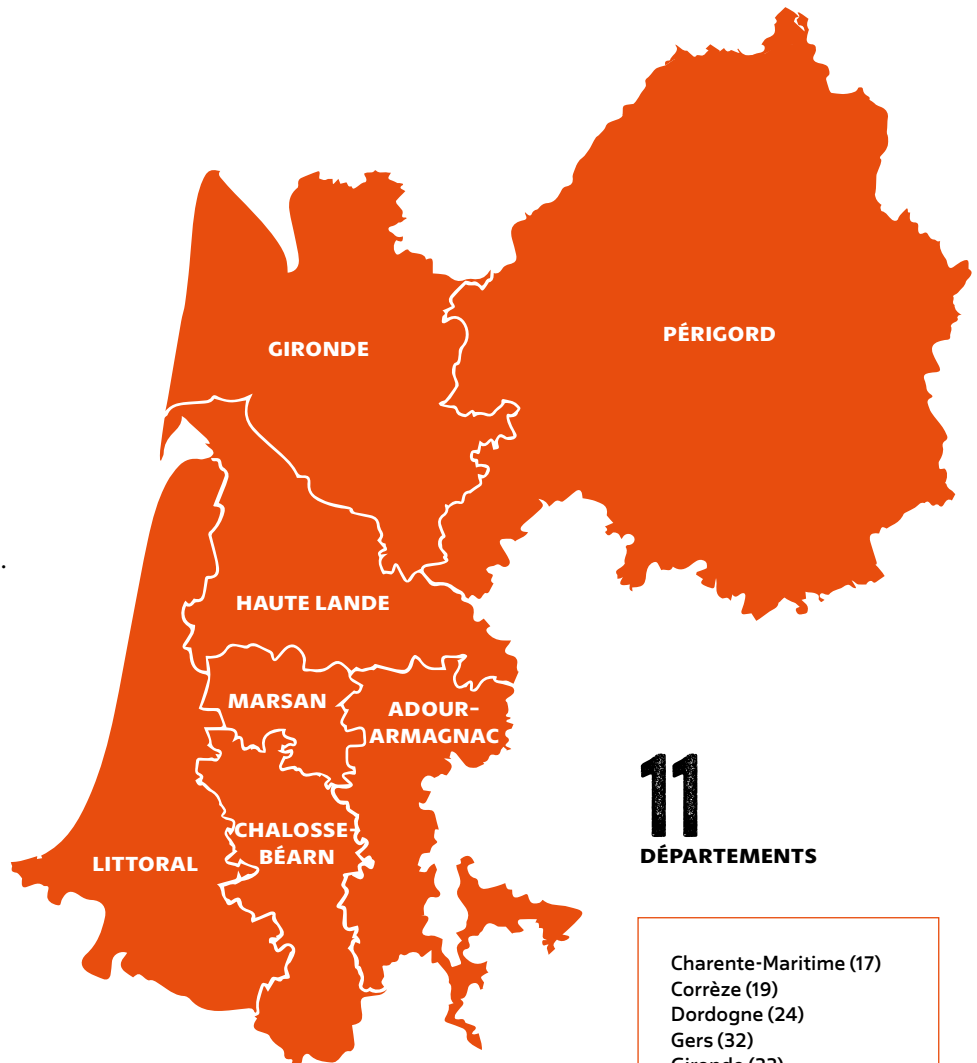 GIRONDE
PÉRIGORD
HAUTE LANDE
MARSAN
ADOUR-
ARMAGNAC
CHALOSSE-
BÉARN
LITTORAL
11
DÉPARTEMENTS
Charente-Maritime (17)
Corrèze (19)
Dordogne (24)
Gers (32)